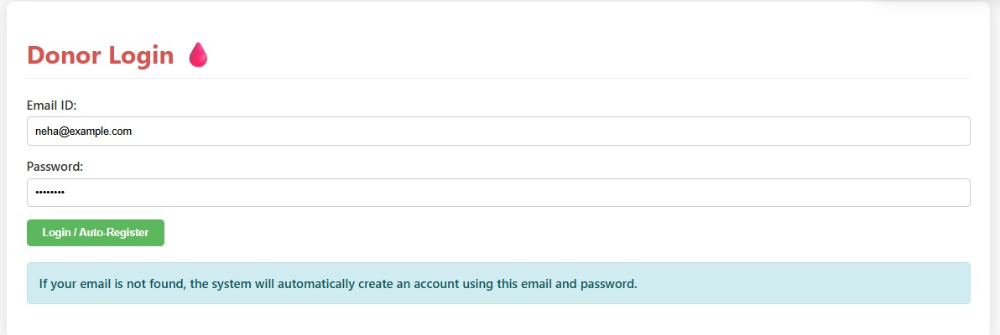 Donor Login 🩸
Email ID:
neha@example.com
Password:
••••••••
Login / Auto-Register
If your email is not found, the system will automatically create an account using this email and password.